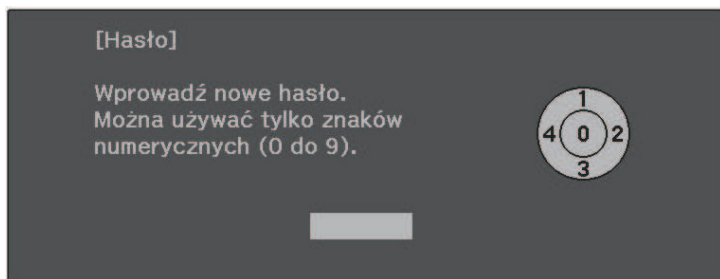 [Hasło]
Wprowadź nowe hasło.
Można używać tylko znaków
numerycznych (0 do 9).
1
4 0 2
3